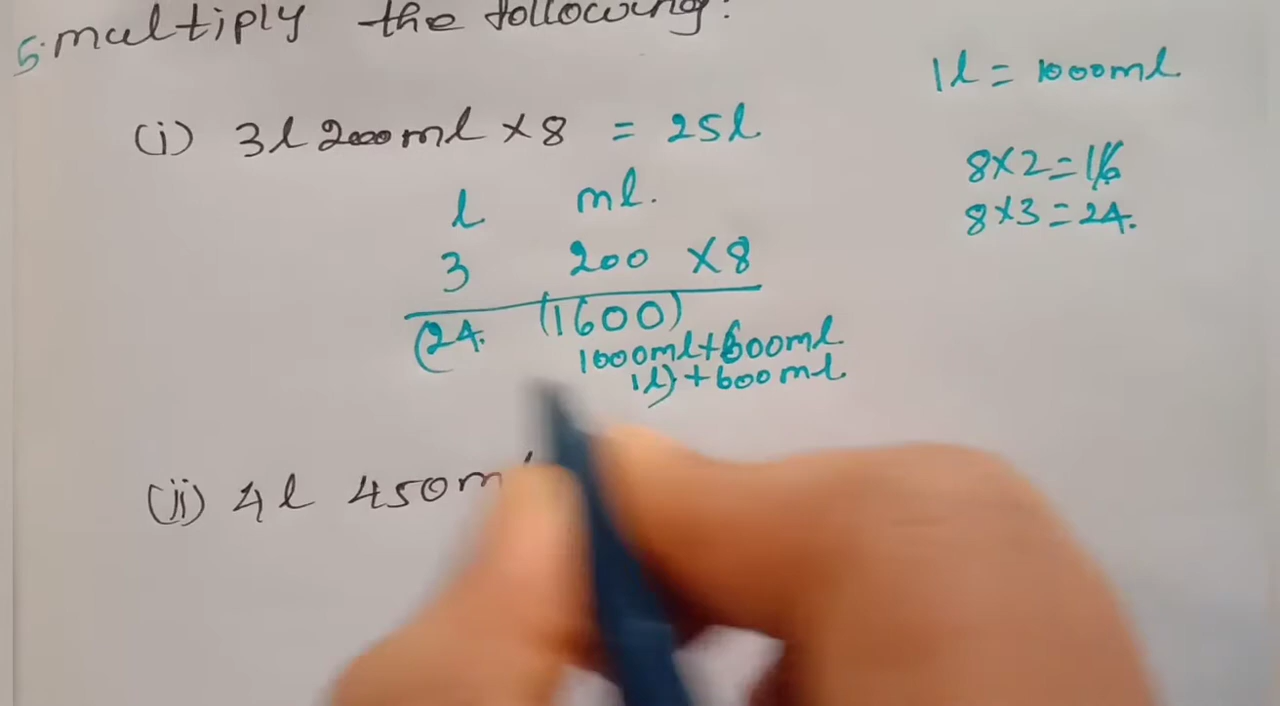 5. multiply the following:
1l = 1000ml
(i) 3l 200ml × 8 = 25l
8×2=16
8×3=24.
l ml.
3 200 ×8
(24. (1600)
1000ml+600ml
1l) + 600ml
(ii) 4l 450m